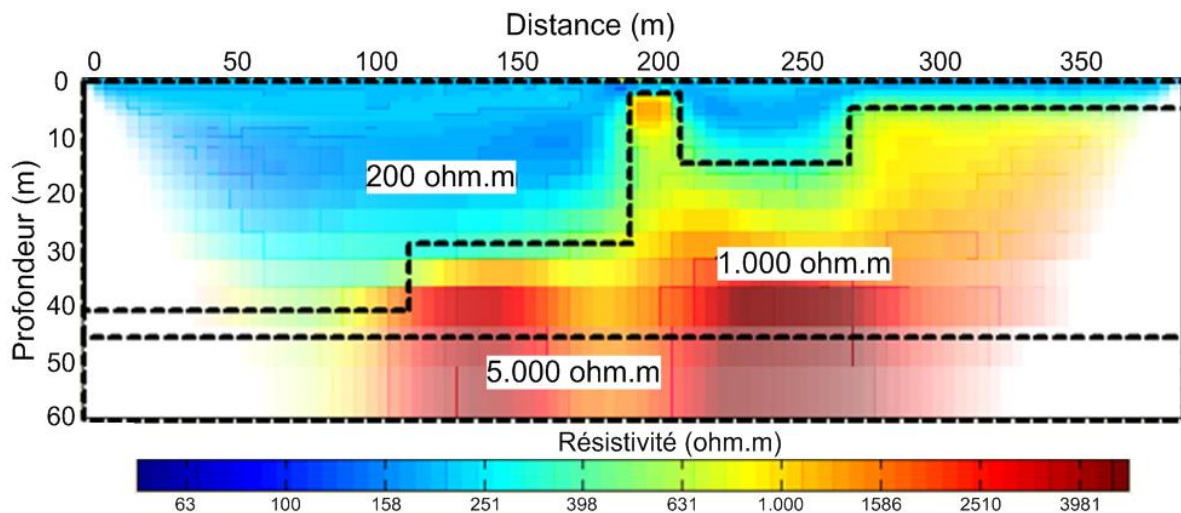 Distance (m)
0 50 100 150 200 250 300 350
Profondeur (m)
0
10
20
30
40
50
60
200 ohm.m
1.000 ohm.m
5.000 ohm.m
Résistivité (ohm.m)
63 100 158 251 398 631 1.000 1586 2510 3981